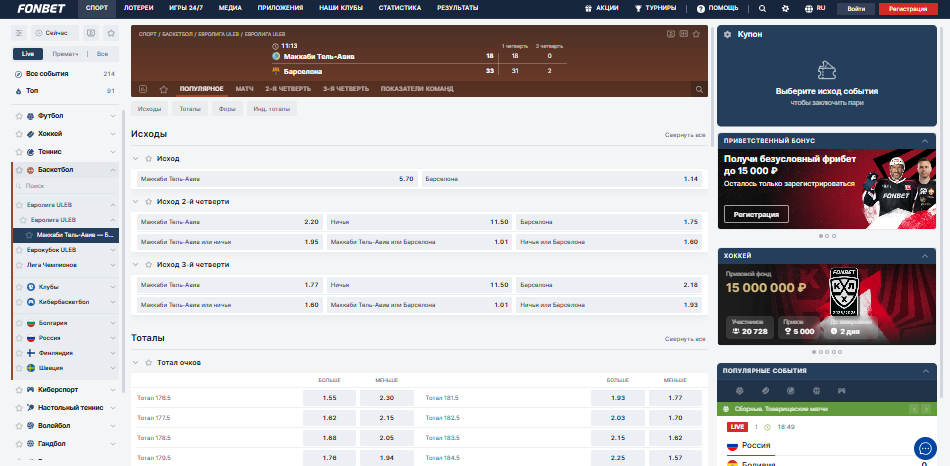 FONBET СПОРТ ЛОТЕРЕИ ИГРЫ 24/7 МЕДИА ПРИЛОЖЕНИЯ НАШИ КЛУБЫ СТАТИСТИКА РЕЗУЛЬТАТЫ АКЦИИ ТУРНИРЫ ПОМОЩЬ RU Войти Регистрация
Сейчас
Live Прематч Все
Все события 214
Топ 91
Футбол
Хоккей
Теннис
Баскетбол
Поиск
Евролига ULEB
Евролига ULEB
Маккаби Тель-Авив — Б...
Еврокубок ULEB
Лига Чемпионов
Клубы
Кибербаскетбол
Болгария
Россия
Финляндия
Швеция
Киберспорт
Настольный теннис
Волейбол
Гандбол
СПОРТ / БАСКЕТБОЛ / ЕВРОЛИГА ULEB / ЕВРОЛИГА ULEB
11:13 1 четверть 2 четверть
Маккаби Тель-Авив 18 18 0
Барселона 33 31 2
ПОПУЛЯРНОЕ МАТЧ 2-Я ЧЕТВЕРТЬ 3-Я ЧЕТВЕРТЬ ПОКАЗАТЕЛИ КОМАНД
Исходы Тоталы Форы Инд. тоталы
Исходы Свернуть все
Исход
Маккаби Тель-Авив 5.70 Барселона 1.14
Исход 2-й четверти
Маккаби Тель-Авив 2.20 Ничья 11.50 Барселона 1.75
Маккаби Тель-Авив или ничья 1.95 Маккаби Тель-Авив или Барселона 1.01 Ничья или Барселона 1.60
Исход 3-й четверти
Маккаби Тель-Авив 1.77 Ничья 11.50 Барселона 2.18
Маккаби Тель-Авив или ничья 1.60 Маккаби Тель-Авив или Барселона 1.01 Ничья или Барселона 1.93
Тоталы Свернуть все
Тотал очков
БОЛЬШЕ МЕНЬШЕ БОЛЬШЕ МЕНЬШЕ
Тотал 176.5 1.55 2.30 Тотал 181.5 1.93 1.77
Тотал 177.5 1.62 2.15 Тотал 182.5 2.03 1.70
Тотал 178.5 1.68 2.05 Тотал 183.5 2.15 1.62
Тотал 179.5 1.76 1.94 Тотал 184.5 2.25 1.57
Купон
Выберите исход события
чтобы заключить пари
ПРИВЕТСТВЕННЫЙ БОНУС
Получи безусловный фрибет
до 15 000 ₽
Осталось только зарегистрироваться
Регистрация
FONBET
ХОККЕЙ
Призовой фонд
15 000 000 ₽
FONBET
КХЛ
2025/2026
Участников Призов
20 728 5 000 2 дня
ПОПУЛЯРНЫЕ СОБЫТИЯ
Сборные. Товарищеские матчи
LIVE 1 18:49
Россия
Боливия 0